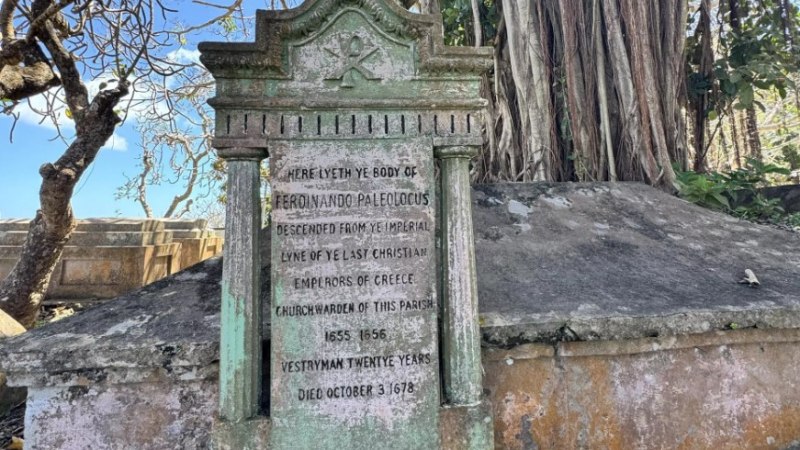 HERE LYETH YE BODY OF
FERDINANDO PALEOLOCUS
DESCENDED FROM YE IMPERIAL
LYNE OF YE LAST CHRISTIAN
EMPERORS OF GREECE
CHURCHWARDEN OF THIS PARISH
1655 1656
VESTRYMAN TWENTYE YEARS
DIED OCTOBER 3 1678